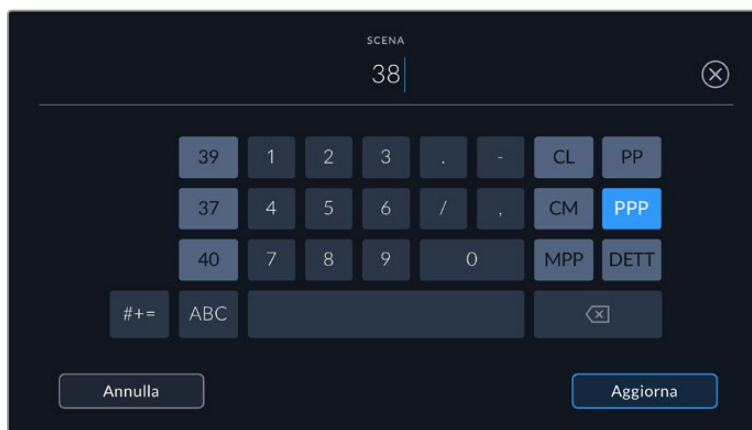 SCENA
38
39 1 2 3 . - CL PP
37 4 5 6 / , CM PPP
40 7 8 9 0 MPP DETT
#+= ABC
Annulla Aggiorna